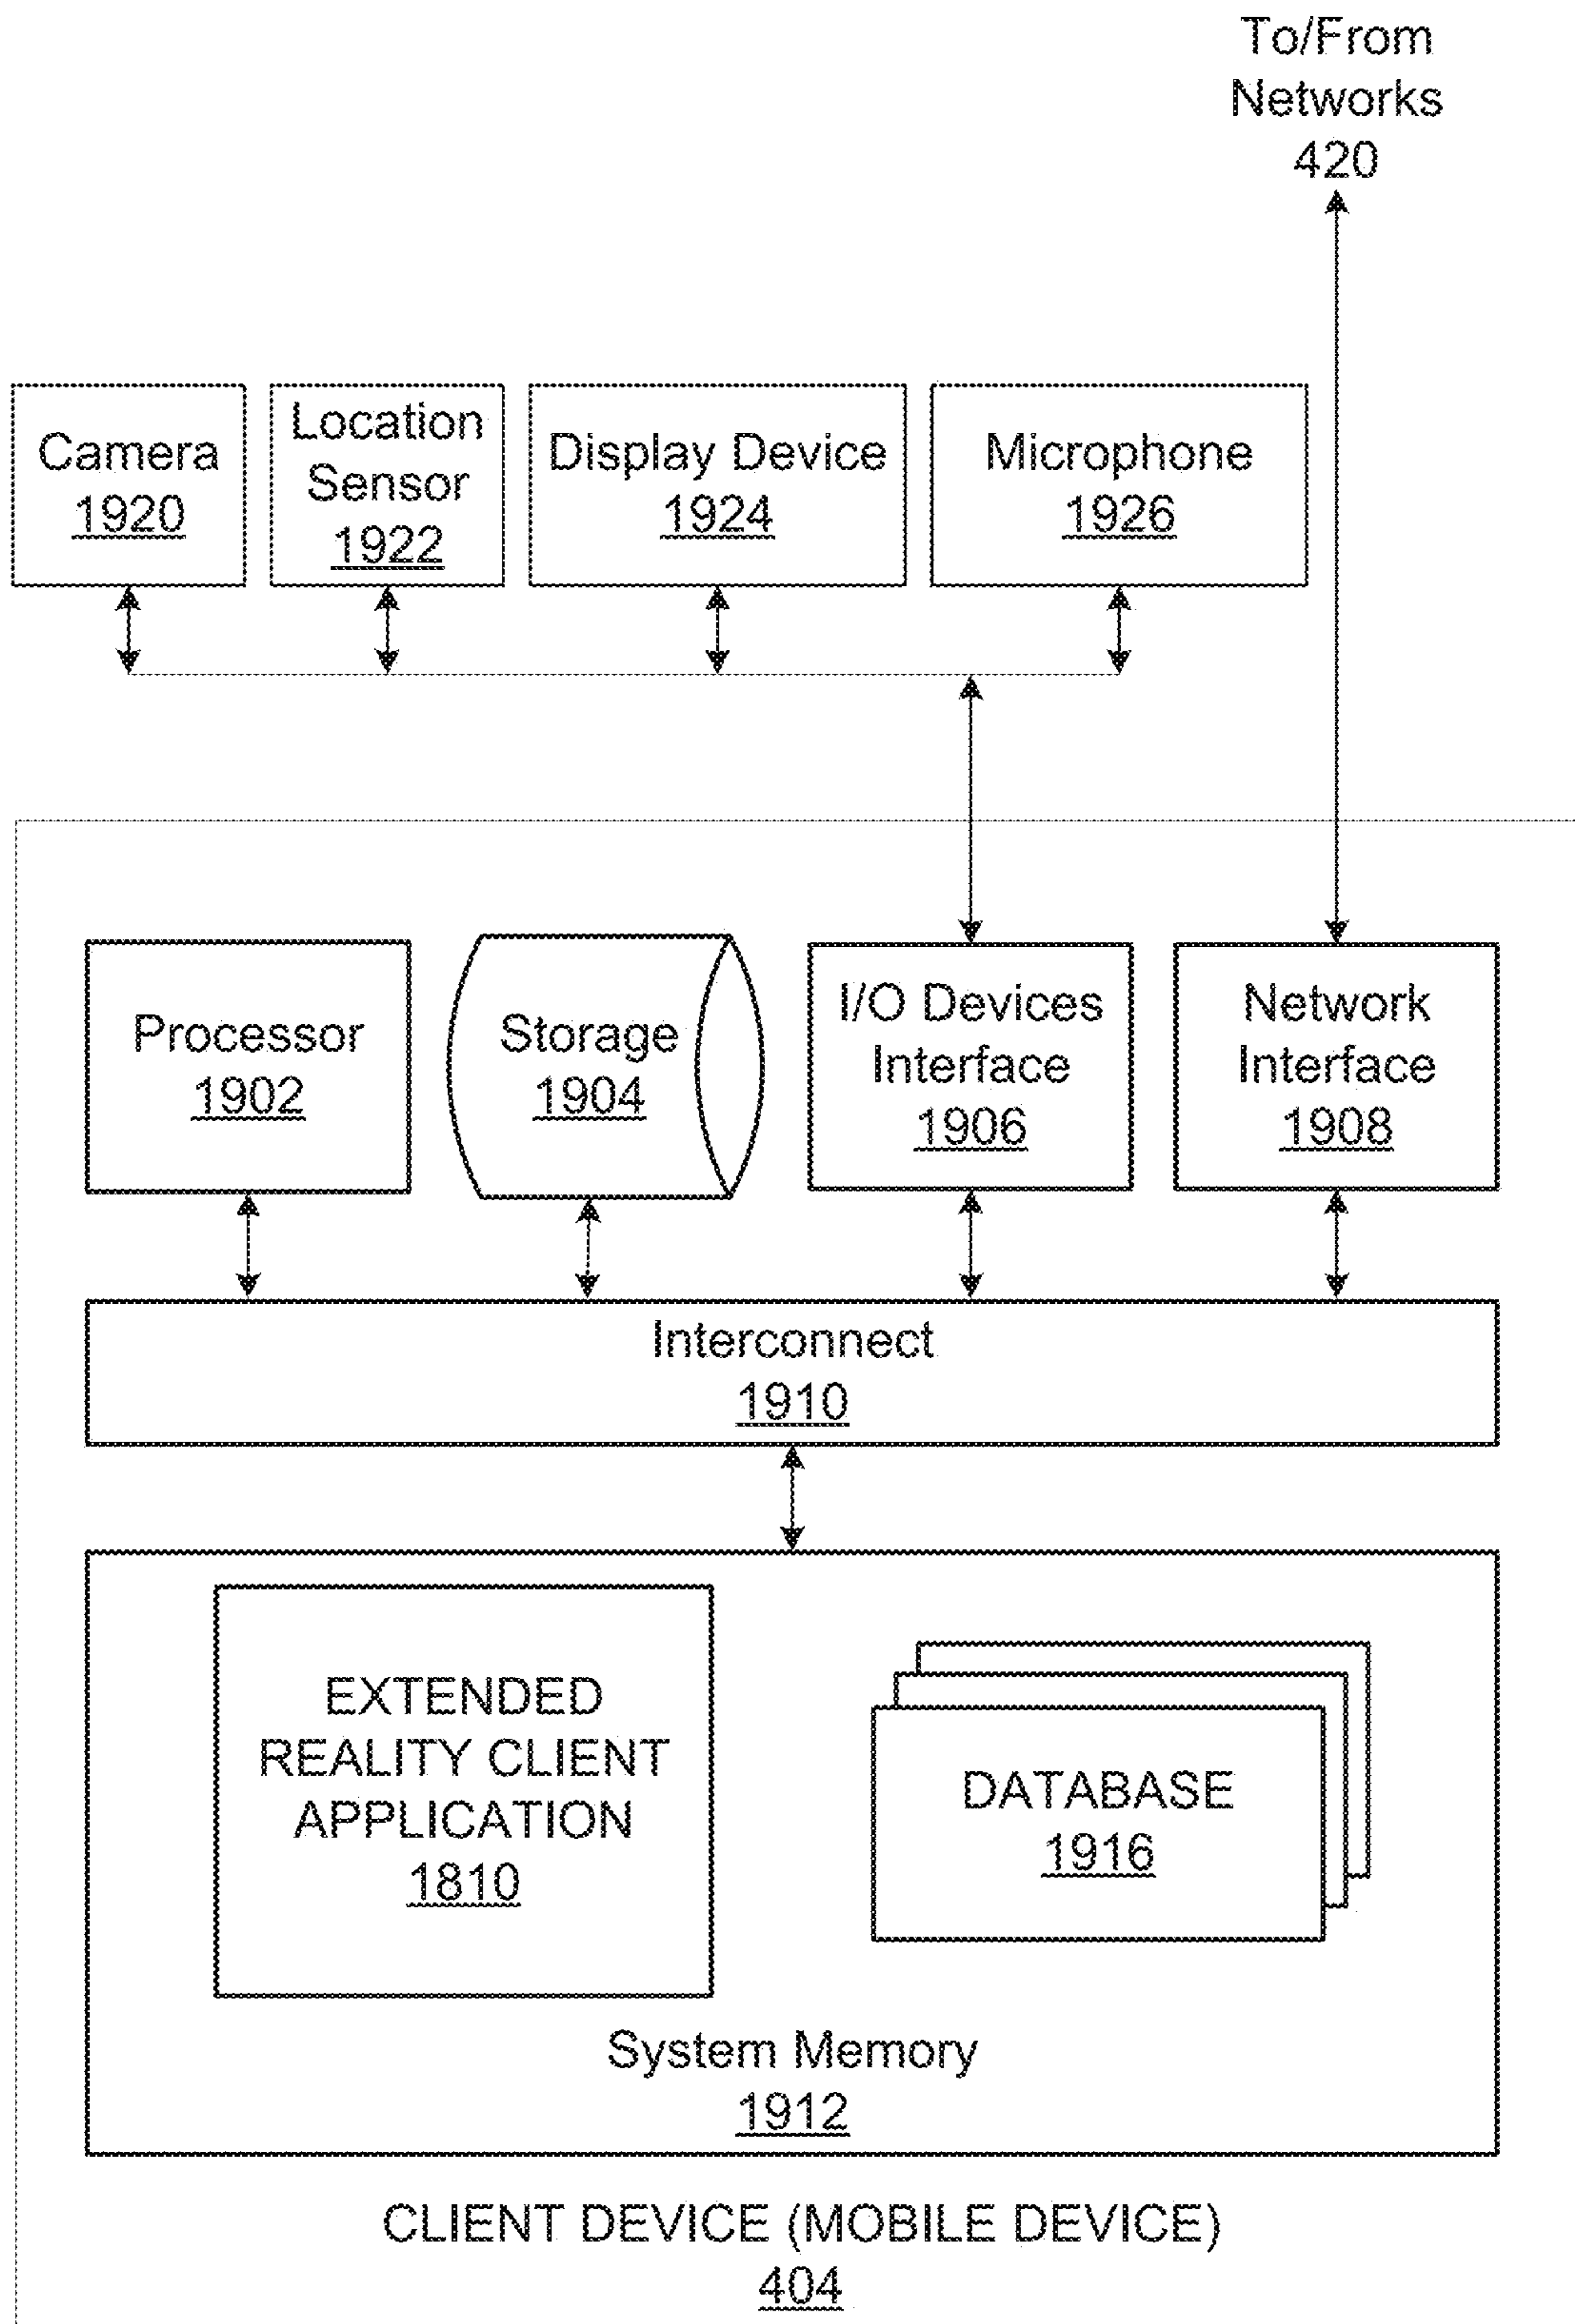 To/From
Networks
420
Camera
1920
Location
Sensor
1922
Display Device
1924
Microphone
1926
Processor
1902
Storage
1904
I/O Devices
Interface
1906
Network
Interface
1908
Interconnect
1910
EXTENDED
REALITY CLIENT
APPLICATION
1810
DATABASE
1916
System Memory
1912
CLIENT DEVICE (MOBILE DEVICE)
404